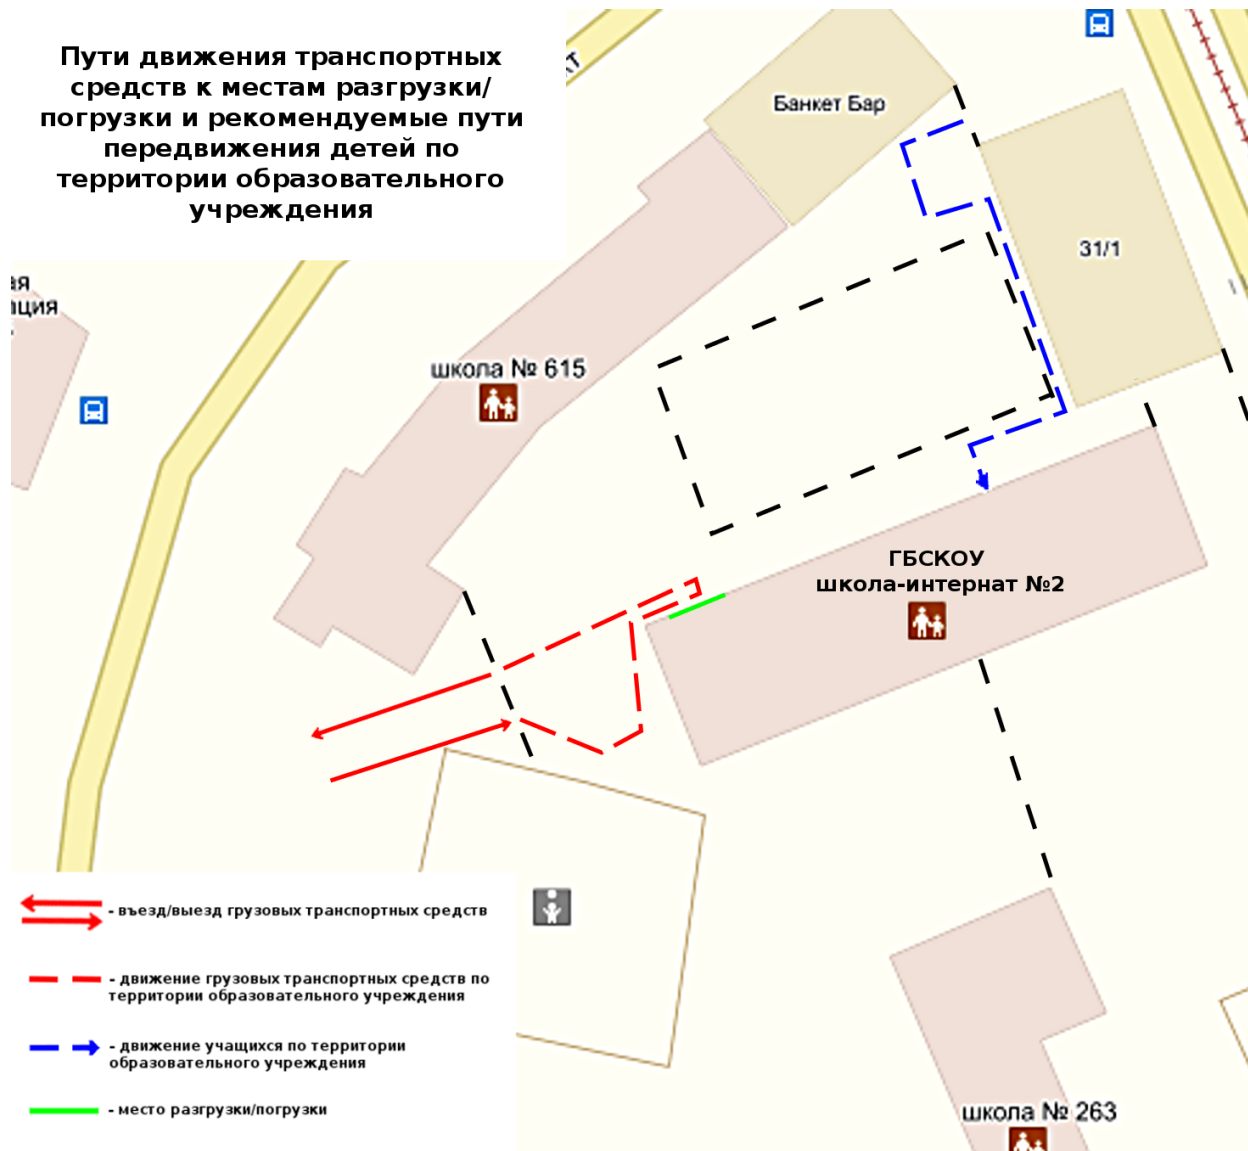 Пути движения транспортных
средств к местам разгрузки/
погрузки и рекомендуемые пути
передвижения детей по
территории образовательного
учреждения
Банкет Бар
31/1
школа № 615
ГБСКОУ
школа-интернат №2
- въезд/выезд грузовых транспортных средств
- движение грузовых транспортных средств по
территории образовательного учреждения
- движение учащихся по территории
образовательного учреждения
- место разгрузки/погрузки
школа № 263